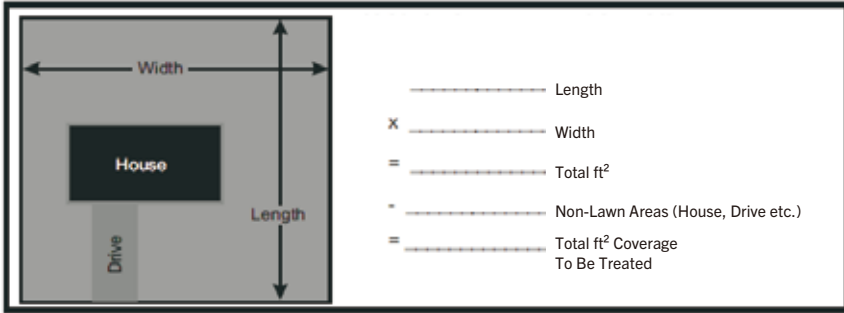 Width
House
Length
Drive
Length
x
Width
=
Total ft²
-
Non-Lawn Areas (House, Drive etc.)
=
Total ft² Coverage
To Be Treated